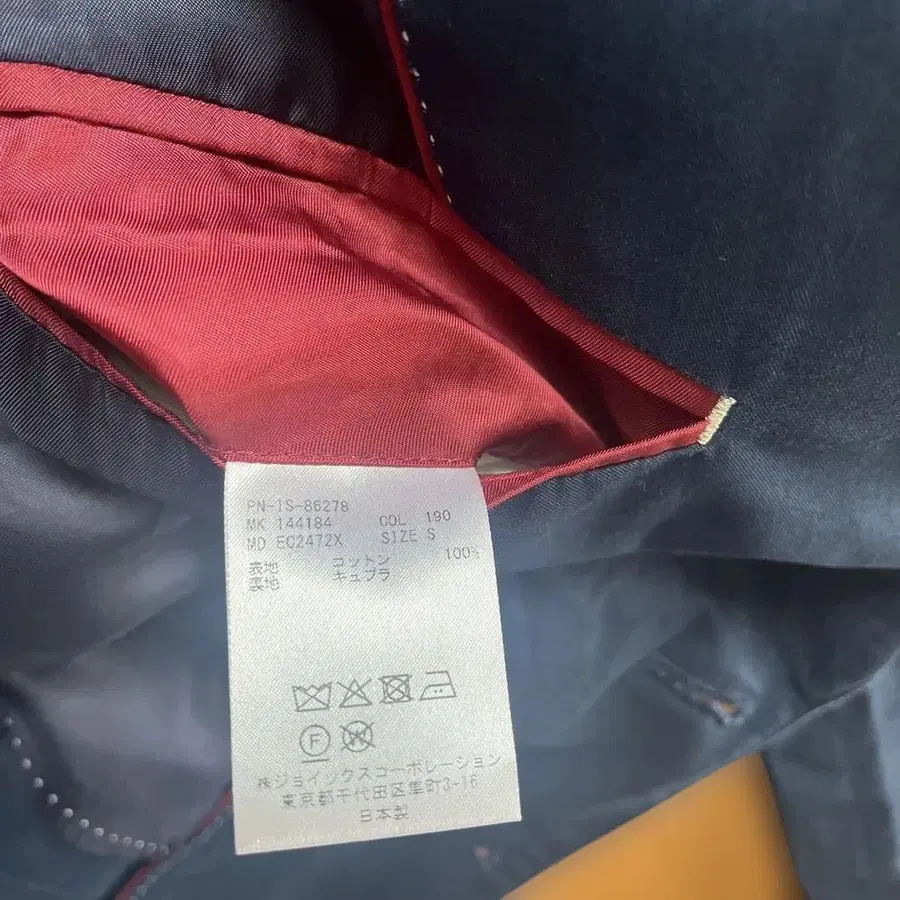 PN-IS-86278
MK 144184 COL 190
MD EC2472X SIZE S
表地 コットン 100%
裏地 キュプラ
F
W
株ジョイックスコーポレーション
東京都千代田区隼町3-16
日本製